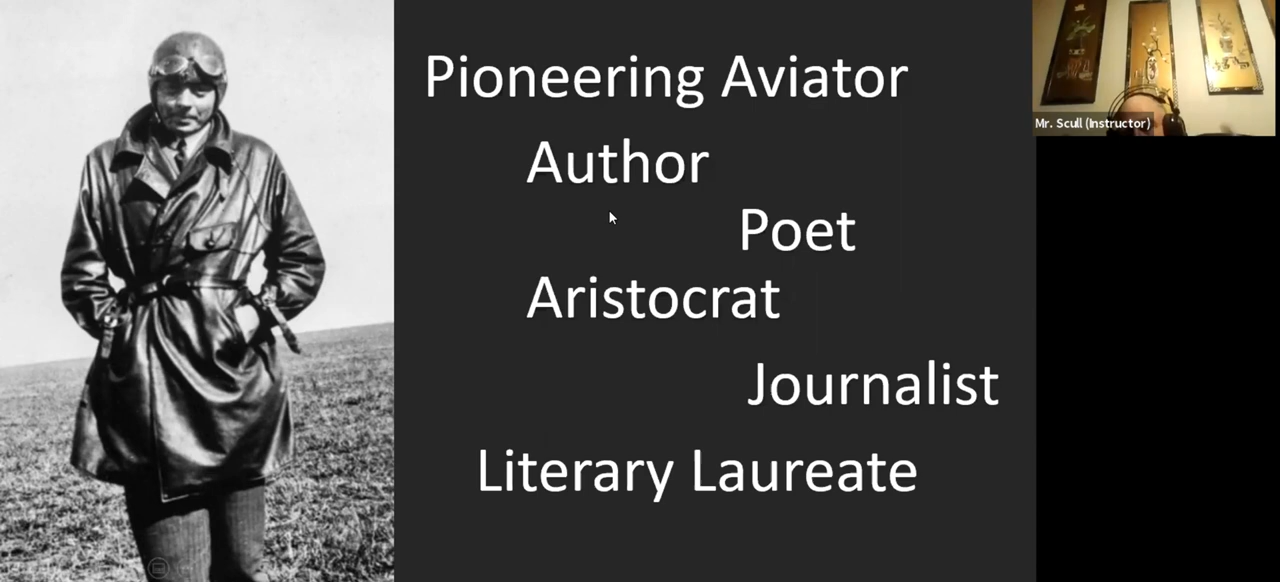 Pioneering Aviator
Author
Poet
Aristocrat
Journalist
Literary Laureate
Mr. Scull (Instructor)